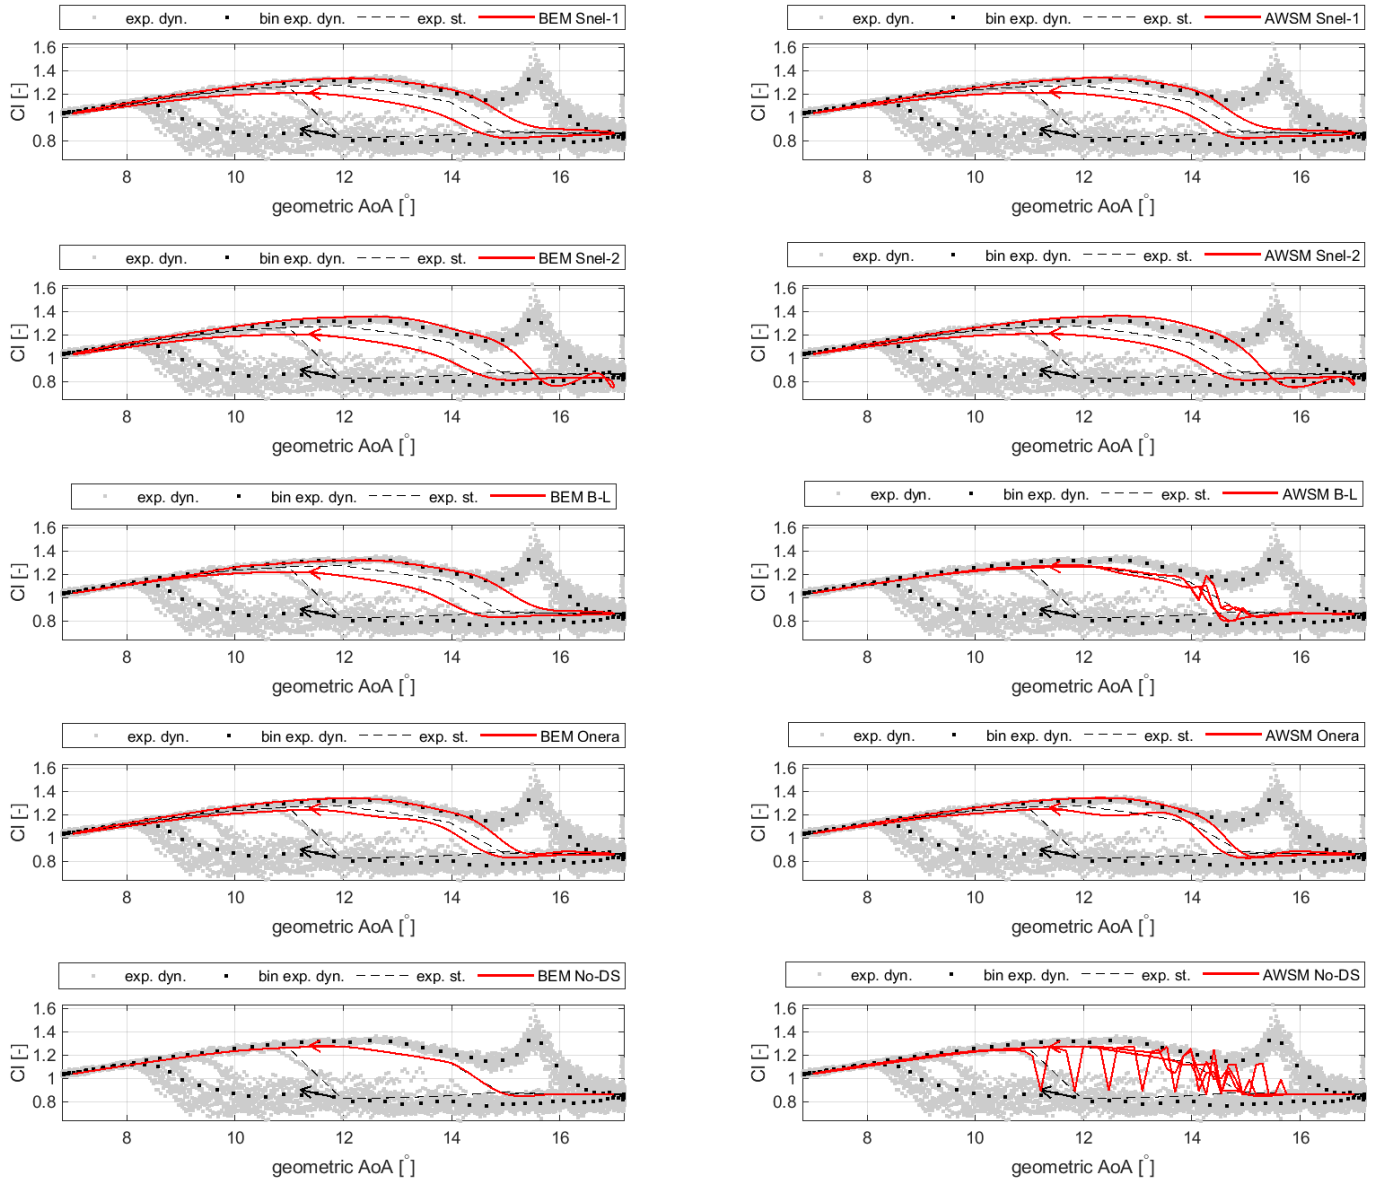 exp. dyn. bin exp. dyn. exp. st. BEM Snel-1
1.6
1.4
1.2
1
0.8
Cl [-]
8 10 12 14 16
geometric AoA [°]
exp. dyn. bin exp. dyn. exp. st. AWSM Snel-1
1.6
1.4
1.2
1
0.8
Cl [-]
8 10 12 14 16
geometric AoA [°]
exp. dyn. bin exp. dyn. exp. st. BEM Snel-2
1.6
1.4
1.2
1
0.8
Cl [-]
8 10 12 14 16
geometric AoA [°]
exp. dyn. bin exp. dyn. exp. st. AWSM Snel-2
1.6
1.4
1.2
1
0.8
Cl [-]
8 10 12 14 16
geometric AoA [°]
exp. dyn. bin exp. dyn. exp. st. BEM B-L
1.6
1.4
1.2
1
0.8
Cl [-]
8 10 12 14 16
geometric AoA [°]
exp. dyn. bin exp. dyn. exp. st. AWSM B-L
1.6
1.4
1.2
1
0.8
Cl [-]
8 10 12 14 16
geometric AoA [°]
exp. dyn. bin exp. dyn. exp. st. BEM Onera
1.6
1.4
1.2
1
0.8
Cl [-]
8 10 12 14 16
geometric AoA [°]
exp. dyn. bin exp. dyn. exp. st. AWSM Onera
1.6
1.4
1.2
1
0.8
Cl [-]
8 10 12 14 16
geometric AoA [°]
exp. dyn. bin exp. dyn. exp. st. BEM No-DS
1.6
1.4
1.2
1
0.8
Cl [-]
8 10 12 14 16
geometric AoA [°]
exp. dyn. bin exp. dyn. exp. st. AWSM No-DS
1.6
1.4
1.2
1
0.8
Cl [-]
8 10 12 14 16
geometric AoA [°]